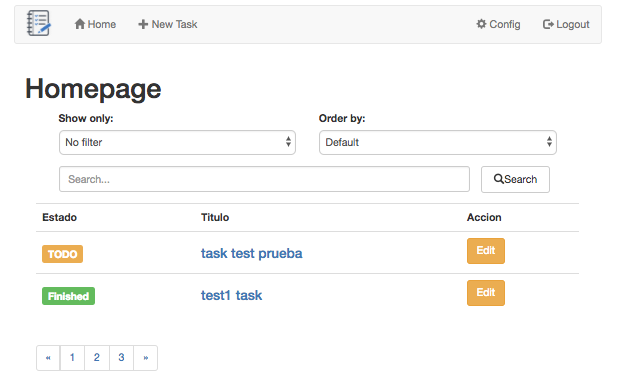 Home New Task Config Logout
Homepage
Show only: Order by:
No filter Default
Search... Search
Estado Titulo Accion
TODO task test prueba Edit
Finished test1 task Edit
« 1 2 3 »